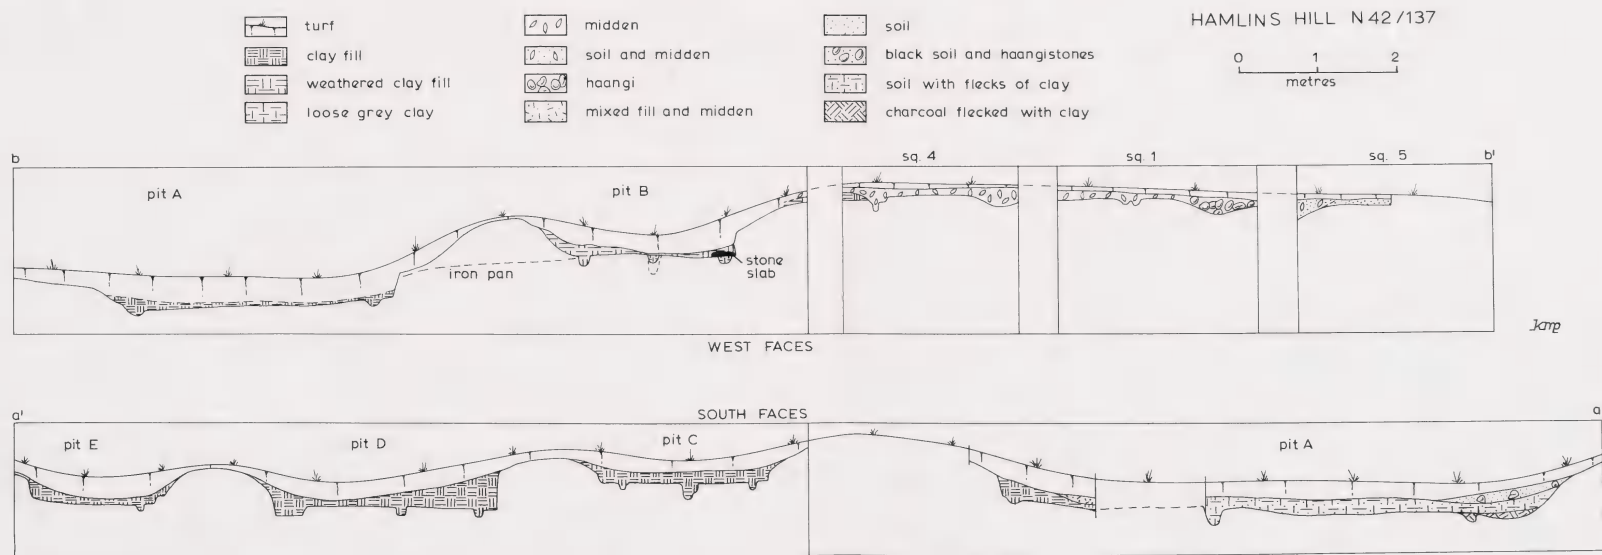 HAMLINS HILL N42/137
0 1 2
metres
turf
clay fill
weathered clay fill
loose grey clay
midden
soil and midden
haangi
mixed fill and midden
soil
black soil and haangistones
soil with flecks of clay
charcoal flecked with clay
b
sq. 4
sq. 1
sq. 5
b'
pit A
pit B
iron pan
stone
slab
WEST FACES
a'
SOUTH FACES
a
pit E
pit D
pit C
pit A